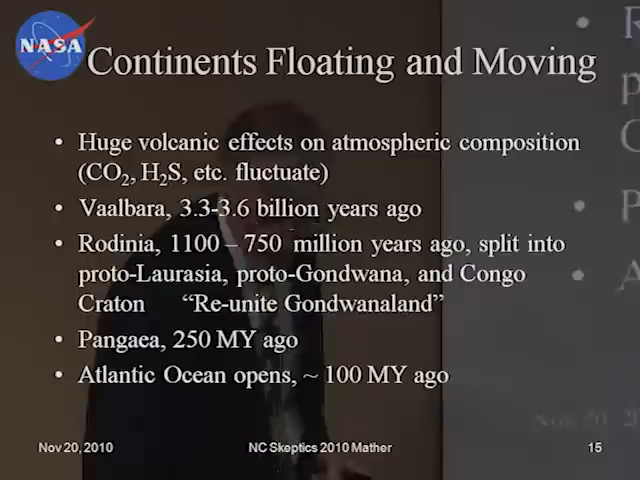 NASA
Continents Floating and Moving
• Huge volcanic effects on atmospheric composition
(CO2, H2S, etc. fluctuate)
• Vaalbara, 3.3-3.6 billion years ago
• Rodinia, 1100 – 750 million years ago, split into
proto-Laurasia, proto-Gondwana, and Congo
Craton “Re-unite Gondwanaland”
• Pangaea, 250 MY ago
• Atlantic Ocean opens, ~ 100 MY ago
Nov 20, 2010
NC Skeptics 2010 Mather
15